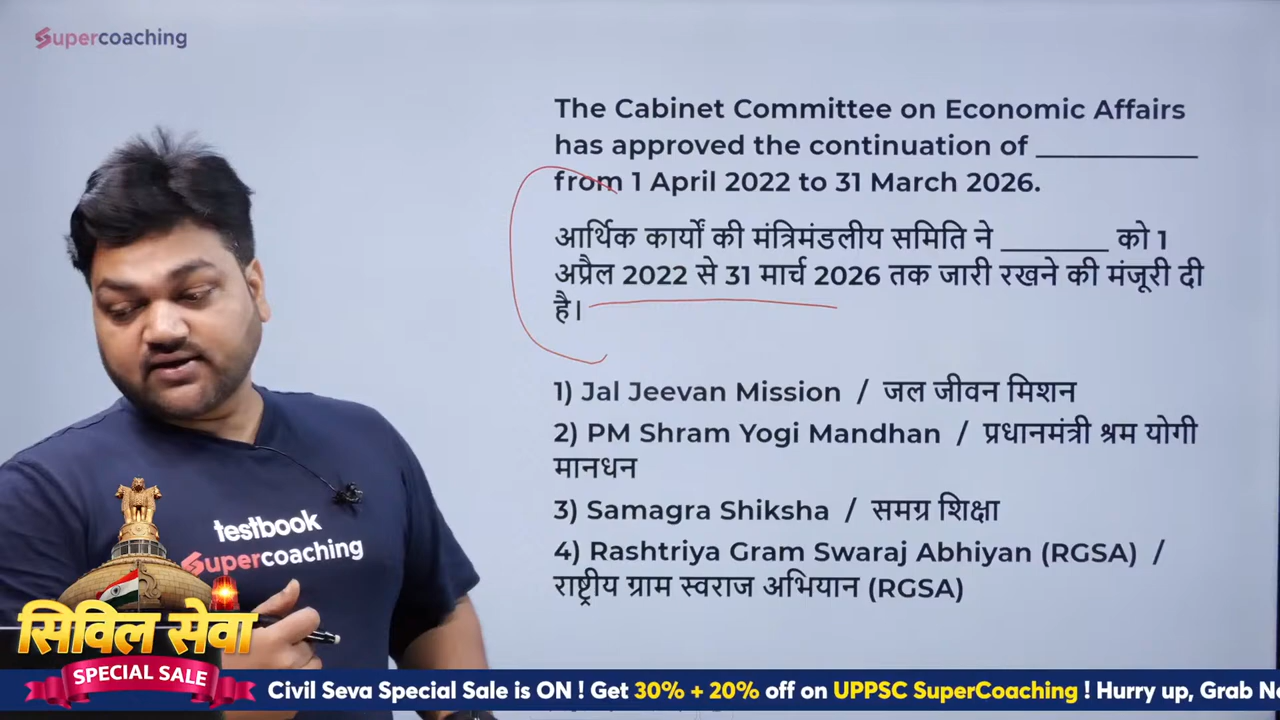 Supercoaching
The Cabinet Committee on Economic Affairs
has approved the continuation of ___________
from 1 April 2022 to 31 March 2026.
आर्थिक कार्यों की मंत्रिमंडलीय समिति ने ________ को 1
अप्रैल 2022 से 31 मार्च 2026 तक जारी रखने की मंजूरी दी
है।
1) Jal Jeevan Mission / जल जीवन मिशन
2) PM Shram Yogi Mandhan / प्रधानमंत्री श्रम योगी
मानधन
3) Samagra Shiksha / समग्र शिक्षा
4) Rashtriya Gram Swaraj Abhiyan (RGSA) /
राष्ट्रीय ग्राम स्वराज अभियान (RGSA)
testbook
Supercoaching
सिविल सेवा
SPECIAL SALE
Civil Seva Special Sale is ON ! Get 30% + 20% off on UPPSC SuperCoaching ! Hurry up, Grab